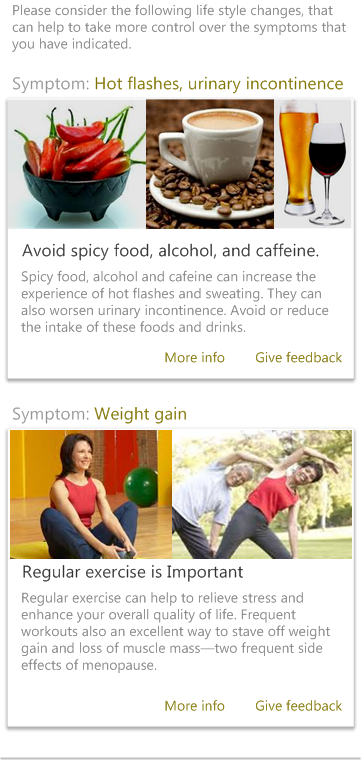 Please consider the following life style changes, that
can help to take more control over the symptoms that
you have indicated.
Symptom: Hot flashes, urinary incontinence
Avoid spicy food, alcohol, and caffeine.
Spicy food, alcohol and cafeine can increase the
experience of hot flashes and sweating. They can
also worsen urinary incontinence. Avoid or reduce
the intake of these foods and drinks.
More info Give feedback
Symptom: Weight gain
Regular exercise is Important
Regular exercise can help to relieve stress and
enhance your overall quality of life. Frequent
workouts also an excellent way to stave off weight
gain and loss of muscle mass—two frequent side
effects of menopause.
More info Give feedback